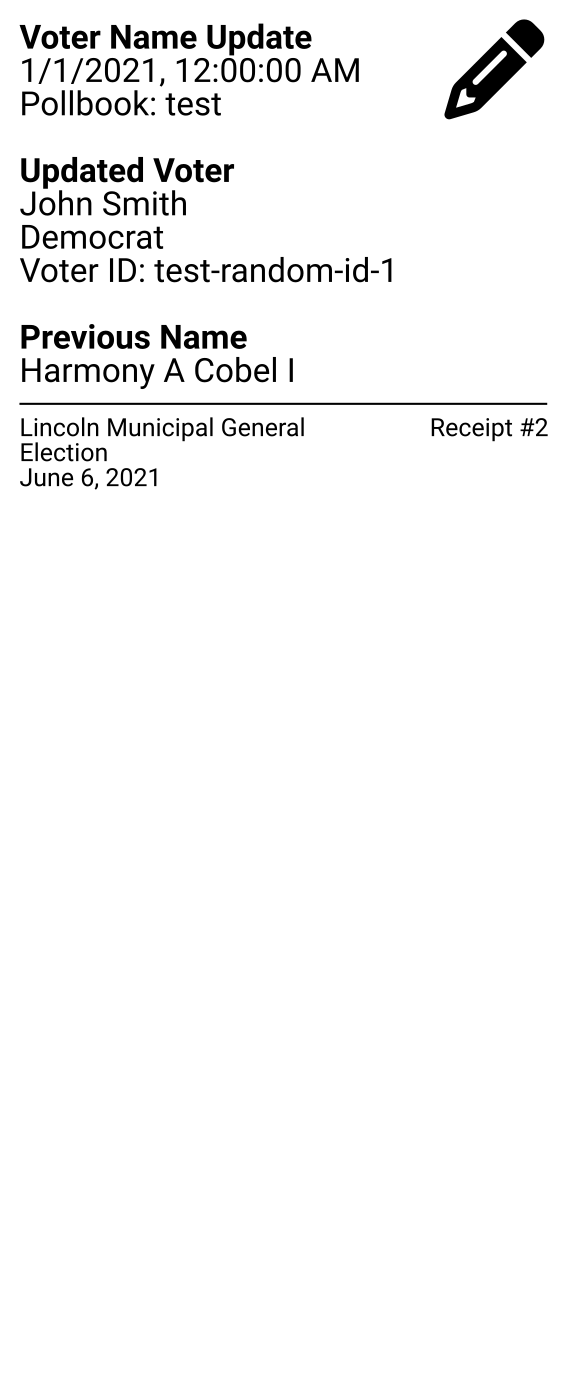 Voter Name Update
1/1/2021, 12:00:00 AM
Pollbook: test
Updated Voter
John Smith
Democrat
Voter ID: test-random-id-1
Previous Name
Harmony A Cobel I
Lincoln Municipal General
Election
June 6, 2021
Receipt #2